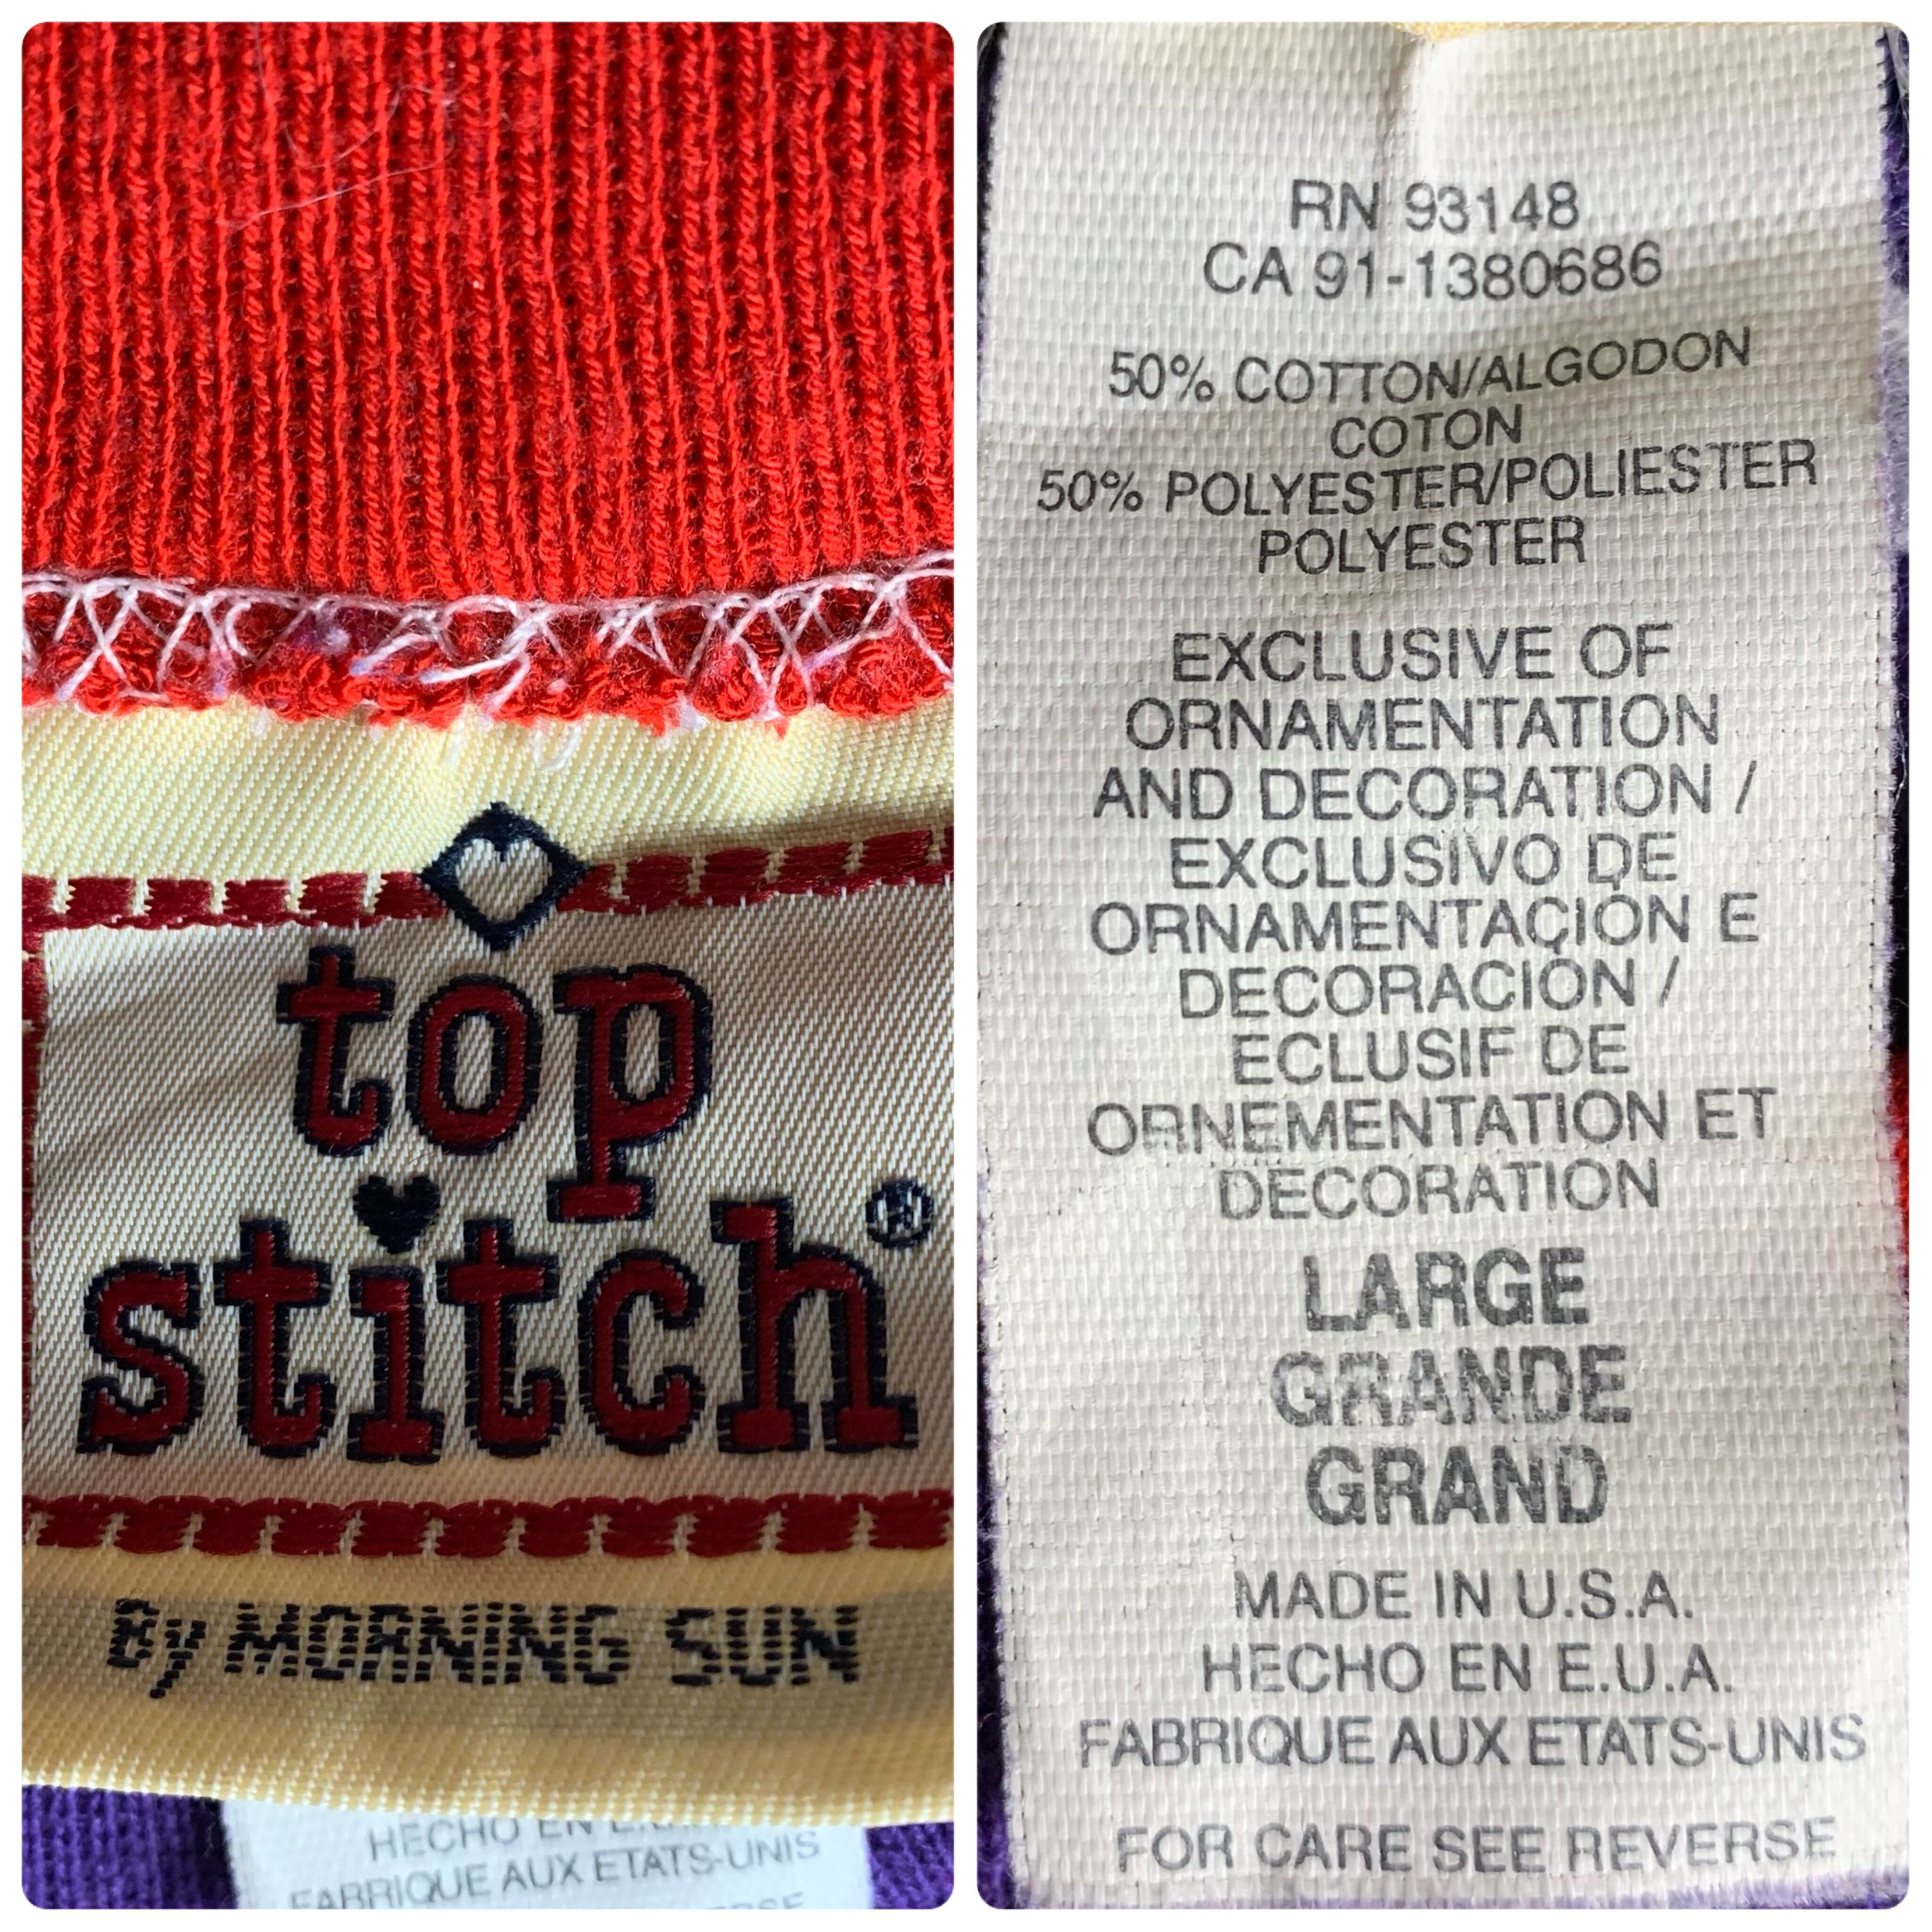 top
stitch®
By MORNING SUN
HECHO EN
FABRIQUE AUX ETATS-UNIS
RN 93148
CA 91-1380686
50% COTTON/ALGODON
COTON
50% POLYESTER/POLIESTER
POLYESTER
EXCLUSIVE OF
ORNAMENTATION
AND DECORATION /
EXCLUSIVO DE
ORNAMENTACIÓN E
DECORACIÓN /
ECLUSIF DE
ORNEMENTATION ET
DECORATION
LARGE
GRANDE
GRAND
MADE IN U.S.A.
HECHO EN E.U.A.
FABRIQUE AUX ETATS-UNIS
FOR CARE SEE REVERSE